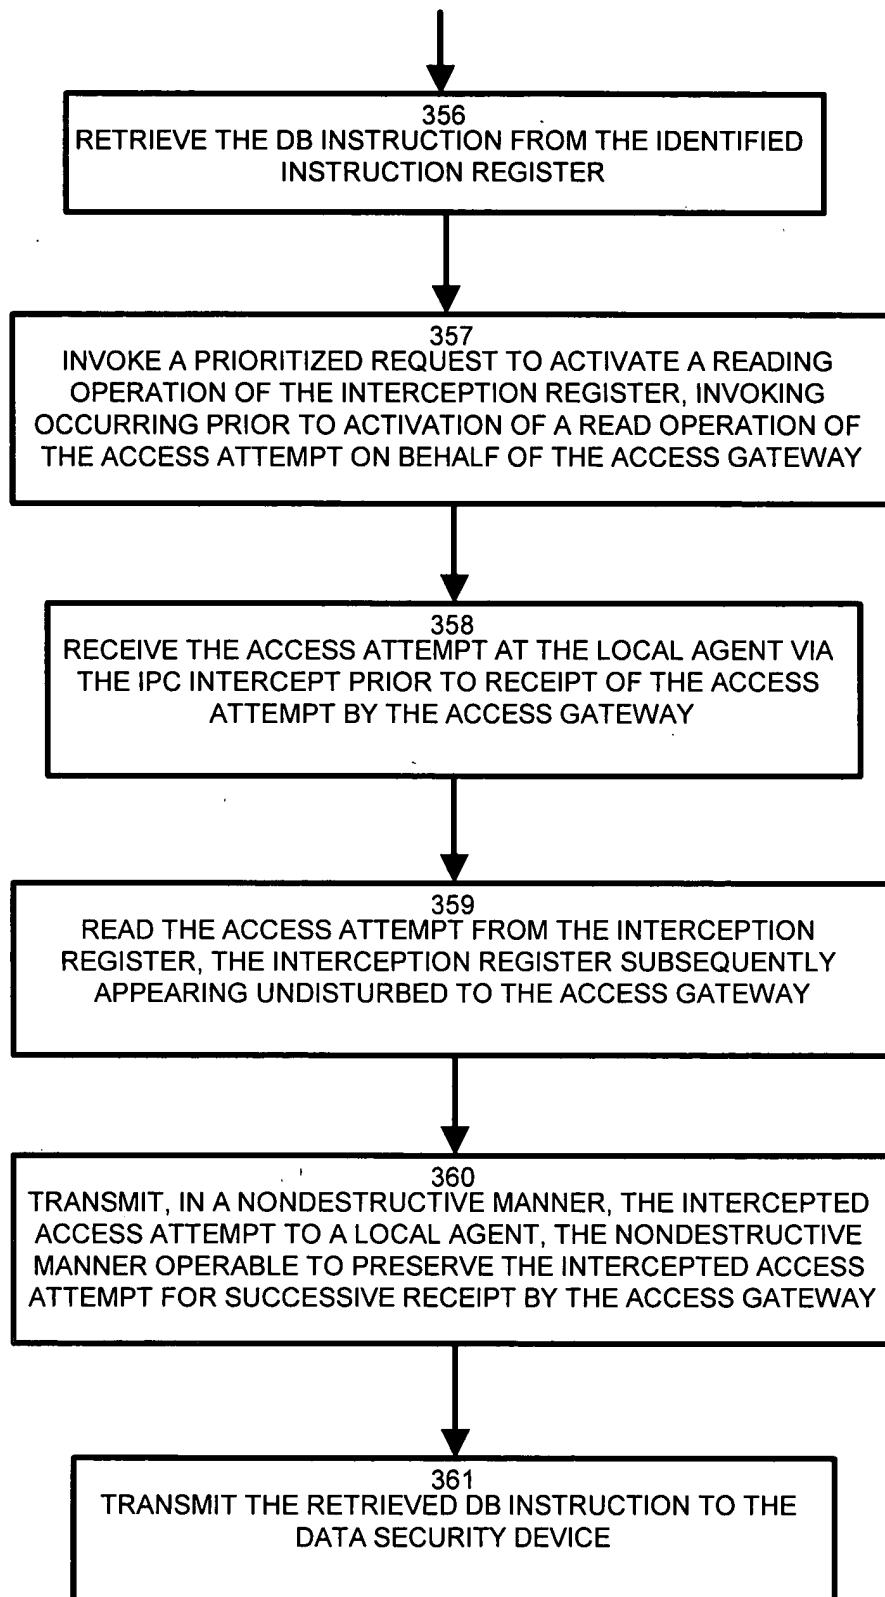 356
RETRIEVE THE DB INSTRUCTION FROM THE IDENTIFIED
INSTRUCTION REGISTER
357
INVOKE A PRIORITIZED REQUEST TO ACTIVATE A READING
OPERATION OF THE INTERCEPTION REGISTER, INVOKING
OCCURRING PRIOR TO ACTIVATION OF A READ OPERATION OF
THE ACCESS ATTEMPT ON BEHALF OF THE ACCESS GATEWAY
358
RECEIVE THE ACCESS ATTEMPT AT THE LOCAL AGENT VIA
THE IPC INTERCEPT PRIOR TO RECEIPT OF THE ACCESS
ATTEMPT BY THE ACCESS GATEWAY
359
READ THE ACCESS ATTEMPT FROM THE INTERCEPTION
REGISTER, THE INTERCEPTION REGISTER SUBSEQUENTLY
APPEARING UNDISTURBED TO THE ACCESS GATEWAY
360
TRANSMIT, IN A NONDESTRUCTIVE MANNER, THE INTERCEPTED
ACCESS ATTEMPT TO A LOCAL AGENT, THE NONDESTRUCTIVE
MANNER OPERABLE TO PRESERVE THE INTERCEPTED ACCESS
ATTEMPT FOR SUCCESSIVE RECEIPT BY THE ACCESS GATEWAY
361
TRANSMIT THE RETRIEVED DB INSTRUCTION TO THE
DATA SECURITY DEVICE